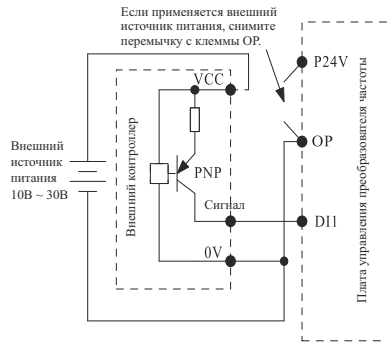 Если применяется внешний
источник питания, снимите
перемычку с клеммы OP.
P24V
VCC
OP
Внешний
источник
питания
10В ~ 30В
Внешний контроллер
PNP
Сигнал
DI1
0V
Плата управления преобразователя частоты